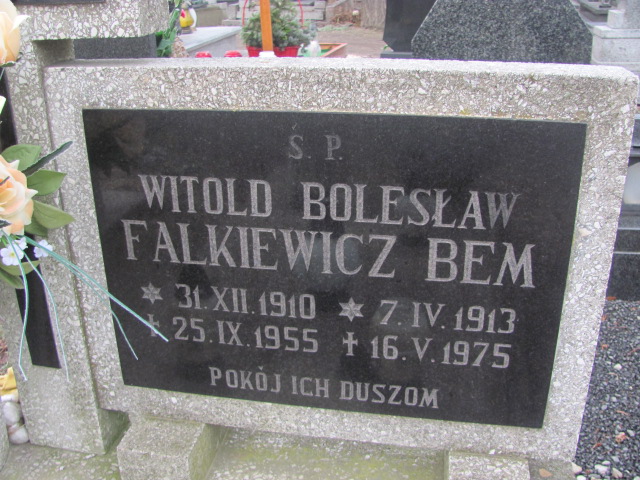 Ś. P.
WITOLD BOLESŁAW
FALKIEWICZ BEM
* 31.XII.1910 * 7.IV.1913
† 25.IX.1955 † 16.V.1975
POKÓJ ICH DUSZOM